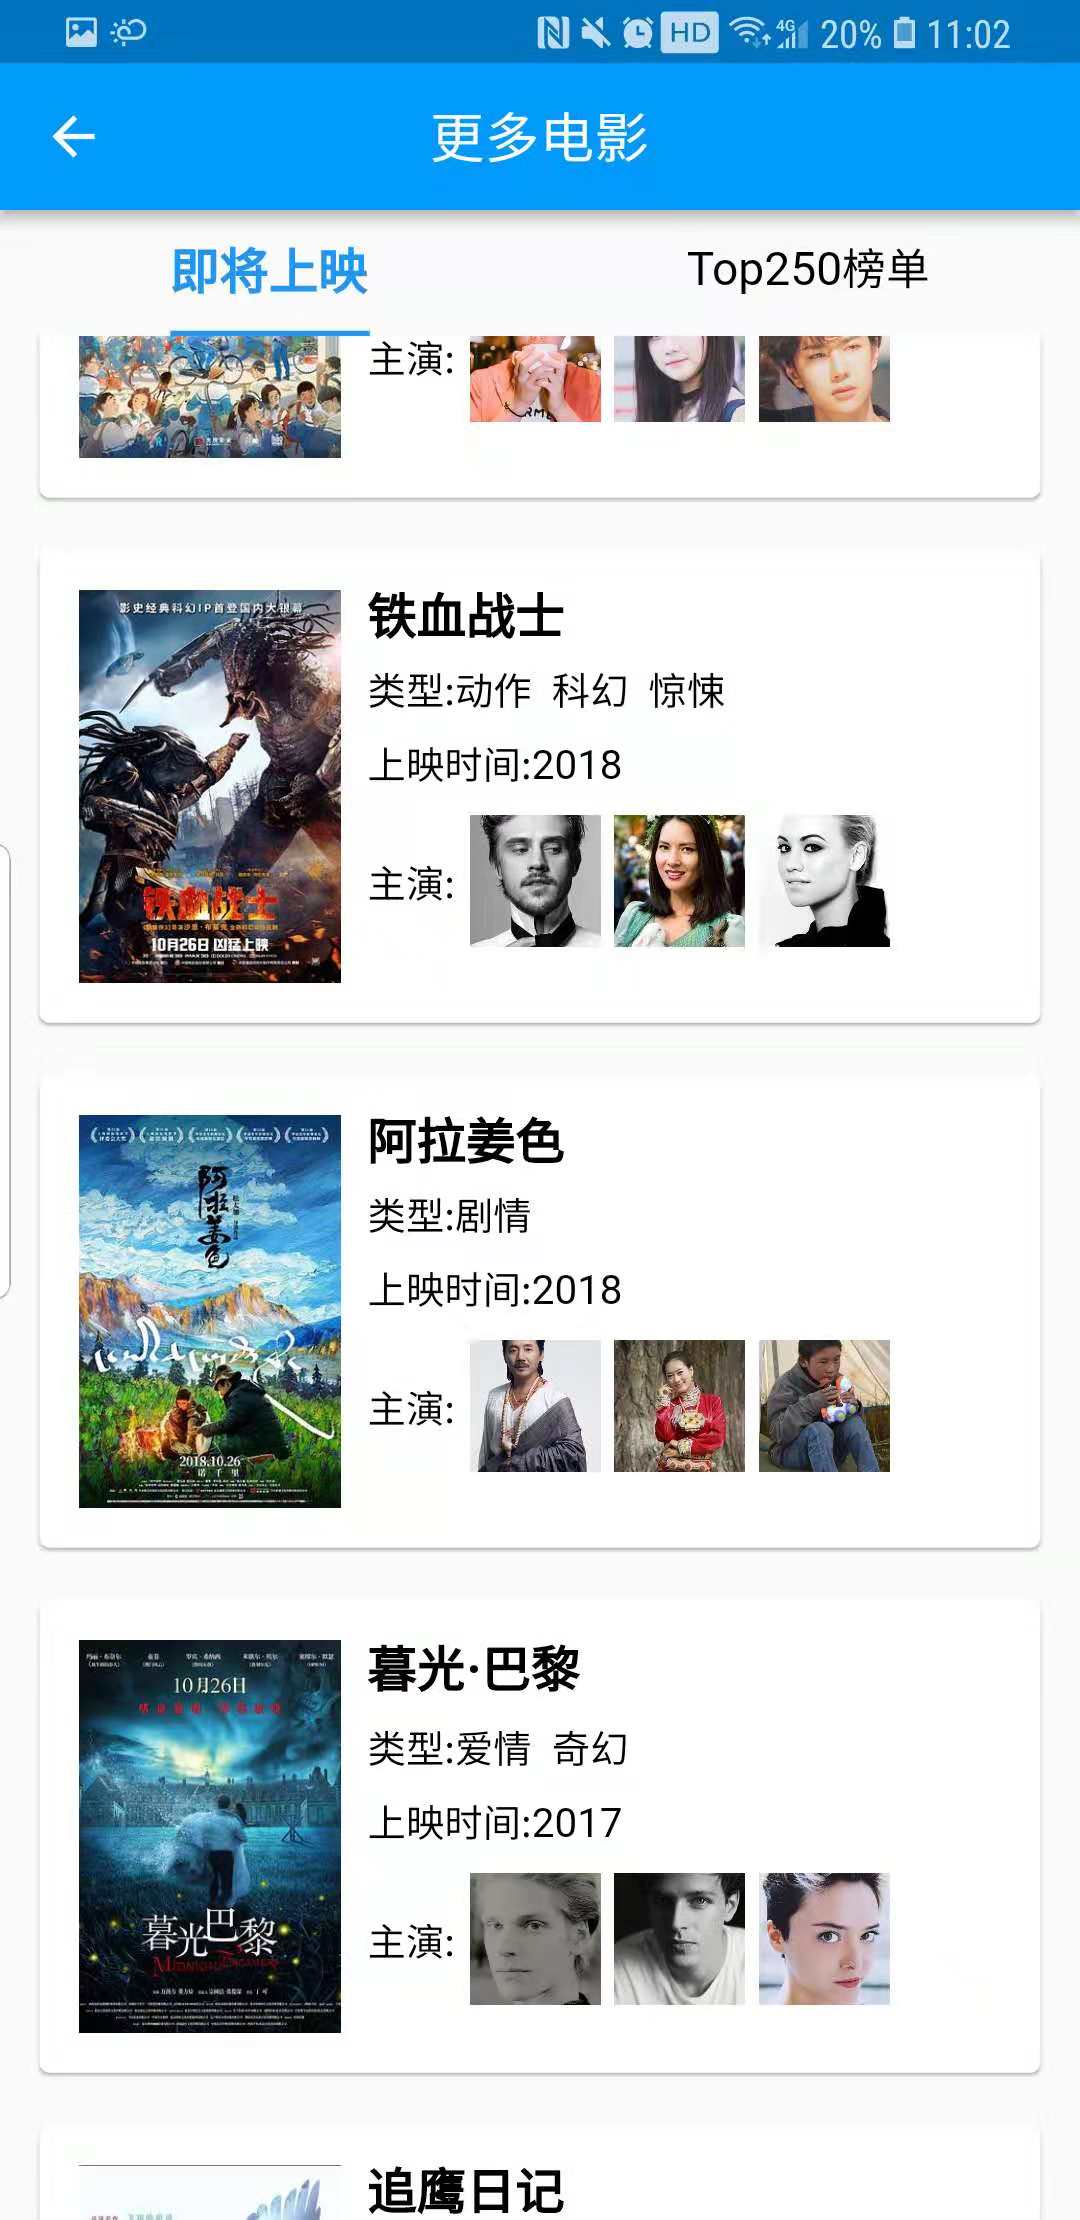 HD 4G 20% 11:02
更多电影
即将上映
Top250榜单
主演:
铁血战士
类型:动作 科幻 惊悚
上映时间:2018
主演:
影史经典科幻IP首登国内大银幕
铁血战士
10月26日 凶猛上映
阿拉姜色
类型:剧情
上映时间:2018
主演:
阿拉姜色
2018.10.26
一诺千里
暮光·巴黎
类型:爱情 奇幻
上映时间:2017
主演:
10月26日
暮光巴黎
追鹰日记